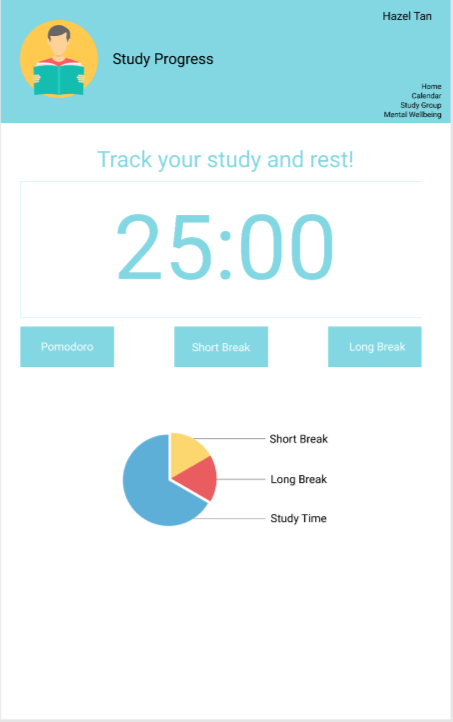 Hazel Tan
Study Progress
Home
Calendar
Study Group
Mental Wellbeing
Track your study and rest!
25:00
Pomodoro
Short Break
Long Break
Short Break
Long Break
Study Time